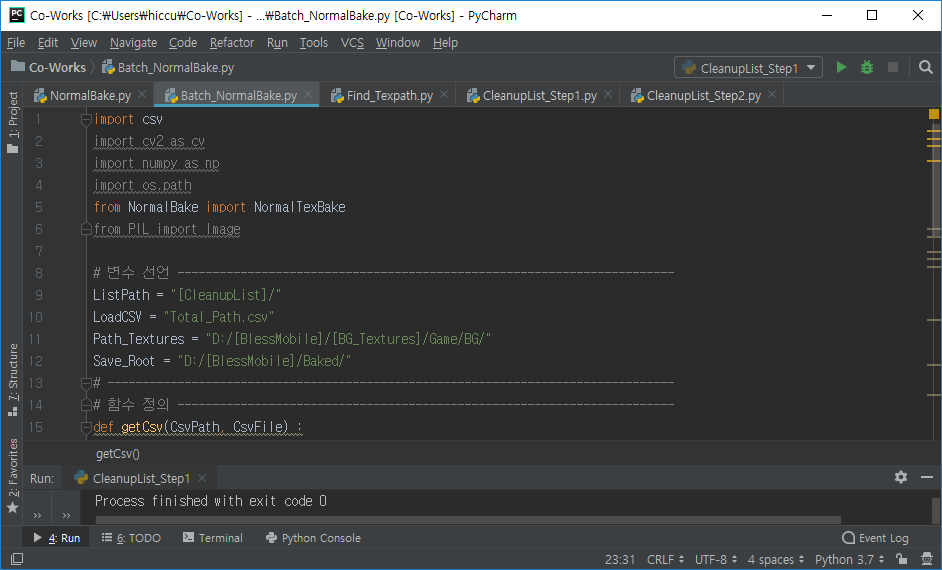 PC Co-Works [C:₩Users₩hiccu₩Co-Works] - ...₩Batch_NormalBake.py [Co-Works] - PyCharm
File Edit View Navigate Code Refactor Run Tools VCS Window Help
Co-Works Batch_NormalBake.py CleanupList_Step1
NormalBake.py Batch_NormalBake.py Find_Texpath.py CleanupList_Step1.py CleanupList_Step2.py
1: Project
1 import csv
2 import cv2 as cv
3 import numpy as np
4 import os.path
5 from NormalBake import NormalTexBake
6 from PIL import Image
7
8 # 변수 선언 -----------------------------------------------------------------------
9 ListPath = "[CleanupList]/"
10 LoadCSV = "Total_Path.csv"
11 Path_Textures = "D:/[BlessMobile]/[BG_Textures]/Game/BG/"
12 Save_Root = "D:/[BlessMobile]/Baked/"
13 # ---------------------------------------------------------------------------------
14 # 함수 정의 -----------------------------------------------------------------------
15 def getCsv(CsvPath, CsvFile) :
7: Structure
getCsv()
2: Favorites
Run: CleanupList_Step1
Process finished with exit code 0
4: Run 6: TODO Terminal Python Console Event Log
23:31 CRLF UTF-8 4 spaces Python 3.7